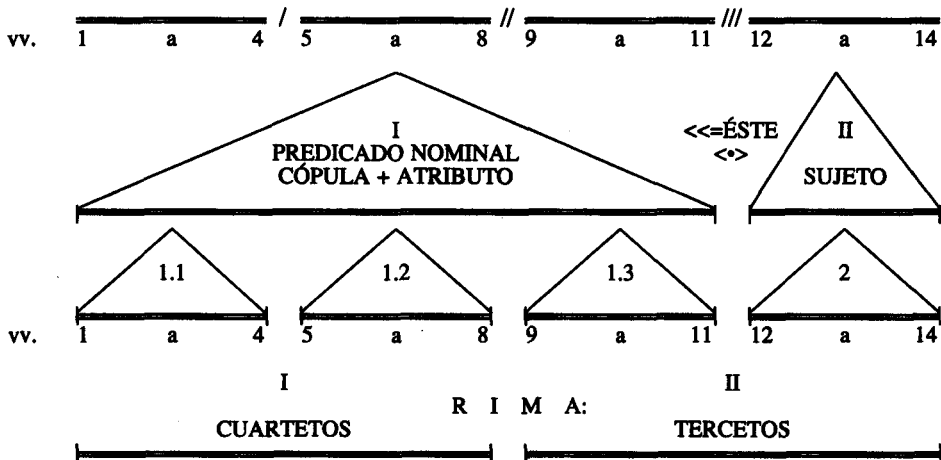 / // ///
vv. 1 a 4 5 a 8 9 a 11 12 a 14
I <<=ÉSTE II
PREDICADO NOMINAL <•>
CÓPULA + ATRIBUTO SUJETO
1.1 1.2 1.3 2
vv. 1 a 4 5 a 8 9 a 11 12 a 14
I II
R I M A:
CUARTETOS TERCETOS